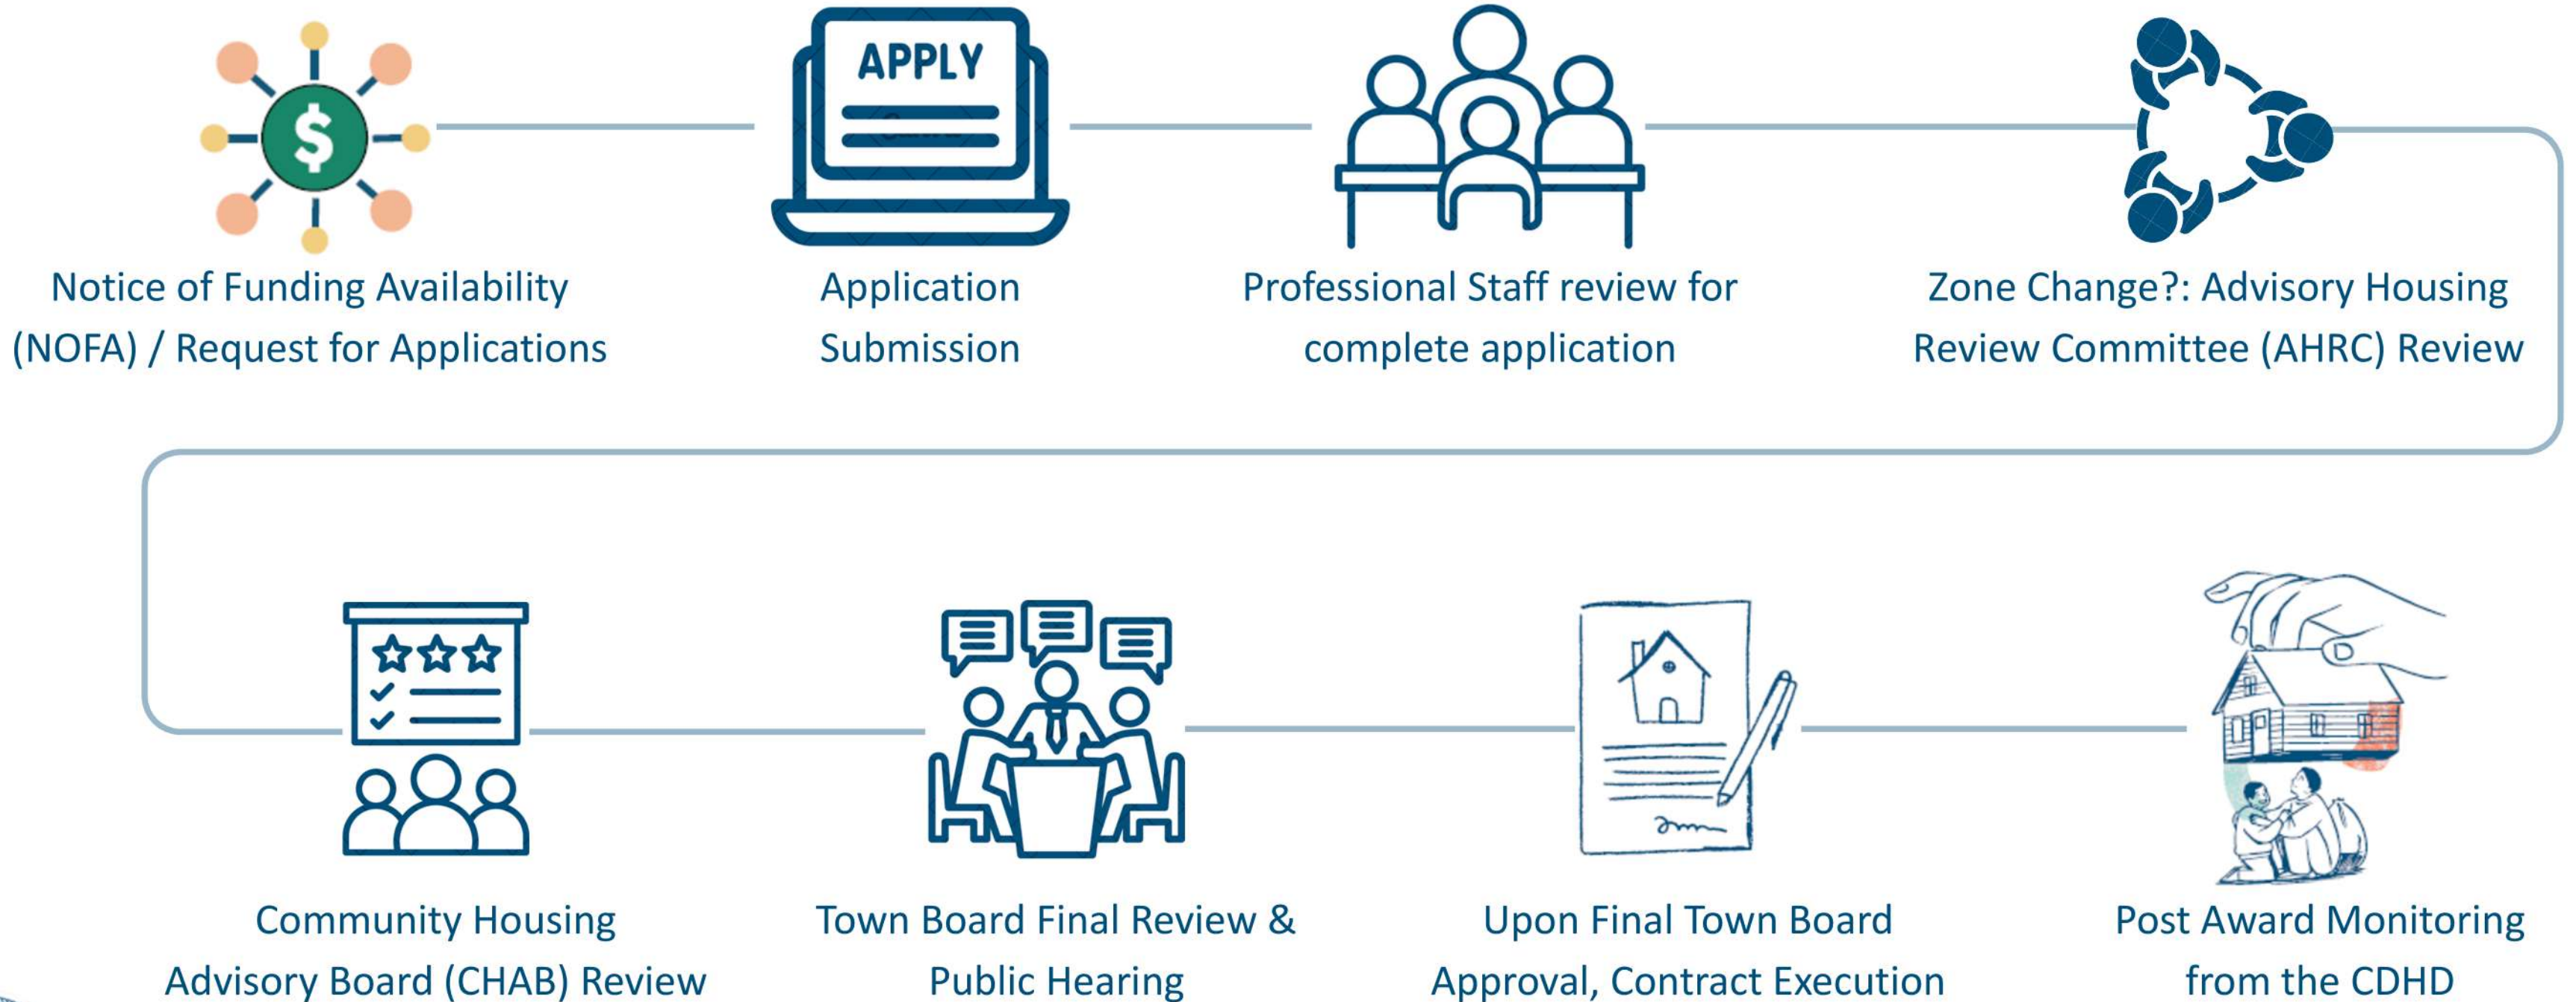 $
APPLY
Notice of Funding Availability
(NOFA) / Request for Applications
Application
Submission
Professional Staff review for
complete application
Zone Change?: Advisory Housing
Review Committee (AHRC) Review
Community Housing
Advisory Board (CHAB) Review
Town Board Final Review &
Public Hearing
Upon Final Town Board
Approval, Contract Execution
Post Award Monitoring
from the CDHD